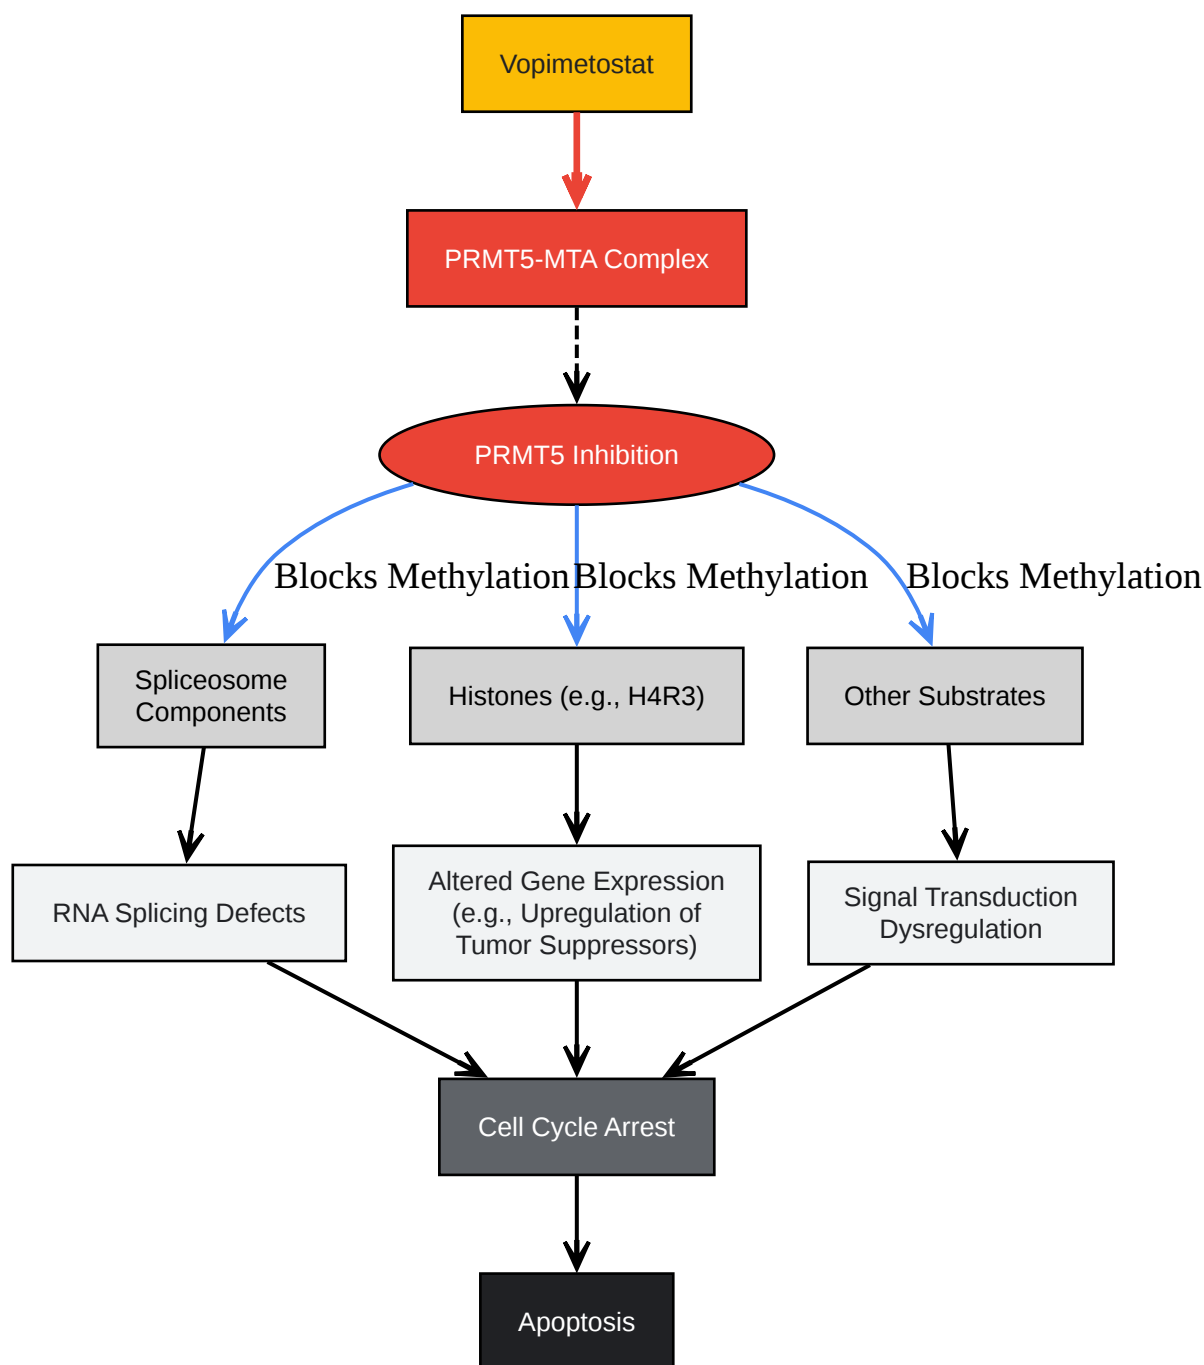 Vopimetostat
PRMT5-MTA Complex
PRMT5 Inhibition
Blocks Methylation
Blocks Methylation
Blocks Methylation
Spliceosome
Components
Histones (e.g., H4R3)
Other Substrates
RNA Splicing Defects
Altered Gene Expression
(e.g., Upregulation of
Tumor Suppressors)
Signal Transduction
Dysregulation
Cell Cycle Arrest
Apoptosis